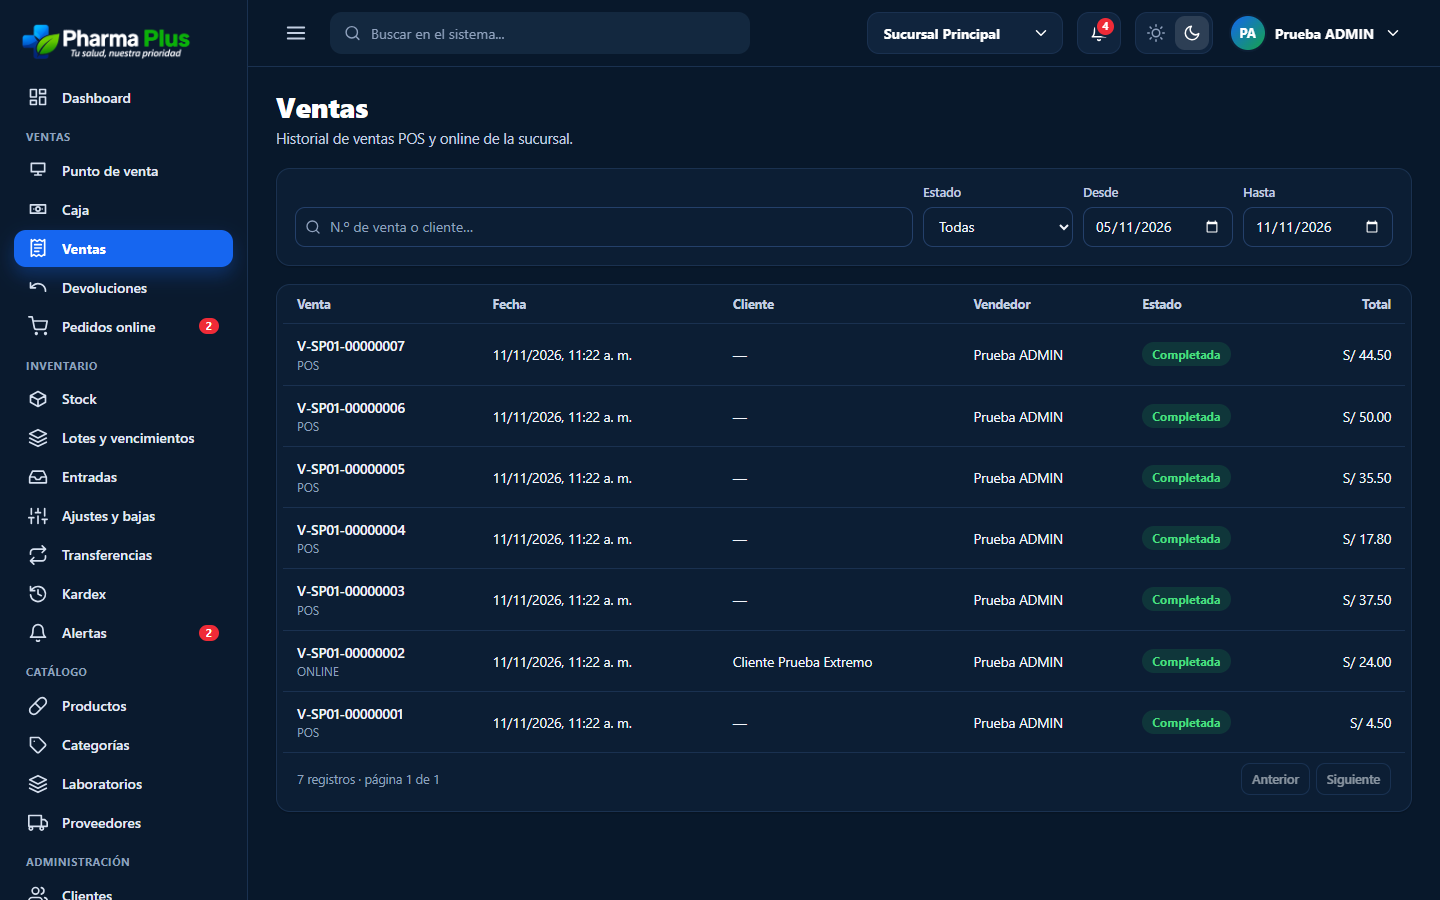 Pharma Plus
Tu salud, nuestra prioridad
Buscar en el sistema...
Sucursal Principal
4
PA
Prueba ADMIN
Dashboard
VENTAS
Punto de venta
Caja
Ventas
Devoluciones
Pedidos online
2
INVENTARIO
Stock
Lotes y vencimientos
Entradas
Ajustes y bajas
Transferencias
Kardex
Alertas
2
CATÁLOGO
Productos
Categorías
Laboratorios
Proveedores
ADMINISTRACIÓN
Clientes
Ventas
Historial de ventas POS y online de la sucursal.
Estado Desde Hasta
N.º de venta o cliente... Todas 05/11/2026 11/11/2026
Venta Fecha Cliente Vendedor Estado Total
V-SP01-00000007
POS
11/11/2026, 11:22 a. m. — Prueba ADMIN Completada S/ 44.50
V-SP01-00000006
POS
11/11/2026, 11:22 a. m. — Prueba ADMIN Completada S/ 50.00
V-SP01-00000005
POS
11/11/2026, 11:22 a. m. — Prueba ADMIN Completada S/ 35.50
V-SP01-00000004
POS
11/11/2026, 11:22 a. m. — Prueba ADMIN Completada S/ 17.80
V-SP01-00000003
POS
11/11/2026, 11:22 a. m. — Prueba ADMIN Completada S/ 37.50
V-SP01-00000002
ONLINE
11/11/2026, 11:22 a. m. Cliente Prueba Extremo Prueba ADMIN Completada S/ 24.00
V-SP01-00000001
POS
11/11/2026, 11:22 a. m. — Prueba ADMIN Completada S/ 4.50
7 registros · página 1 de 1
Anterior Siguiente